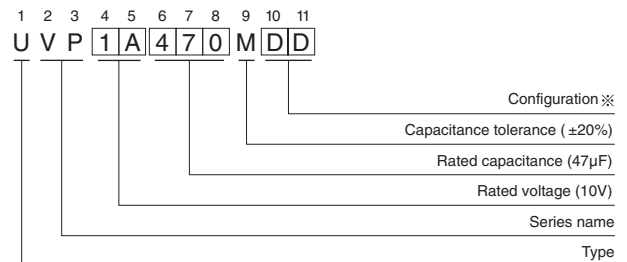 1 2 3 4 5 6 7 8 9 10 11
U V P 1 A 4 7 0 M D D
Configuration ※
Capacitance tolerance ( ±20%)
Rated capacitance (47µF)
Rated voltage (10V)
Series name
Type